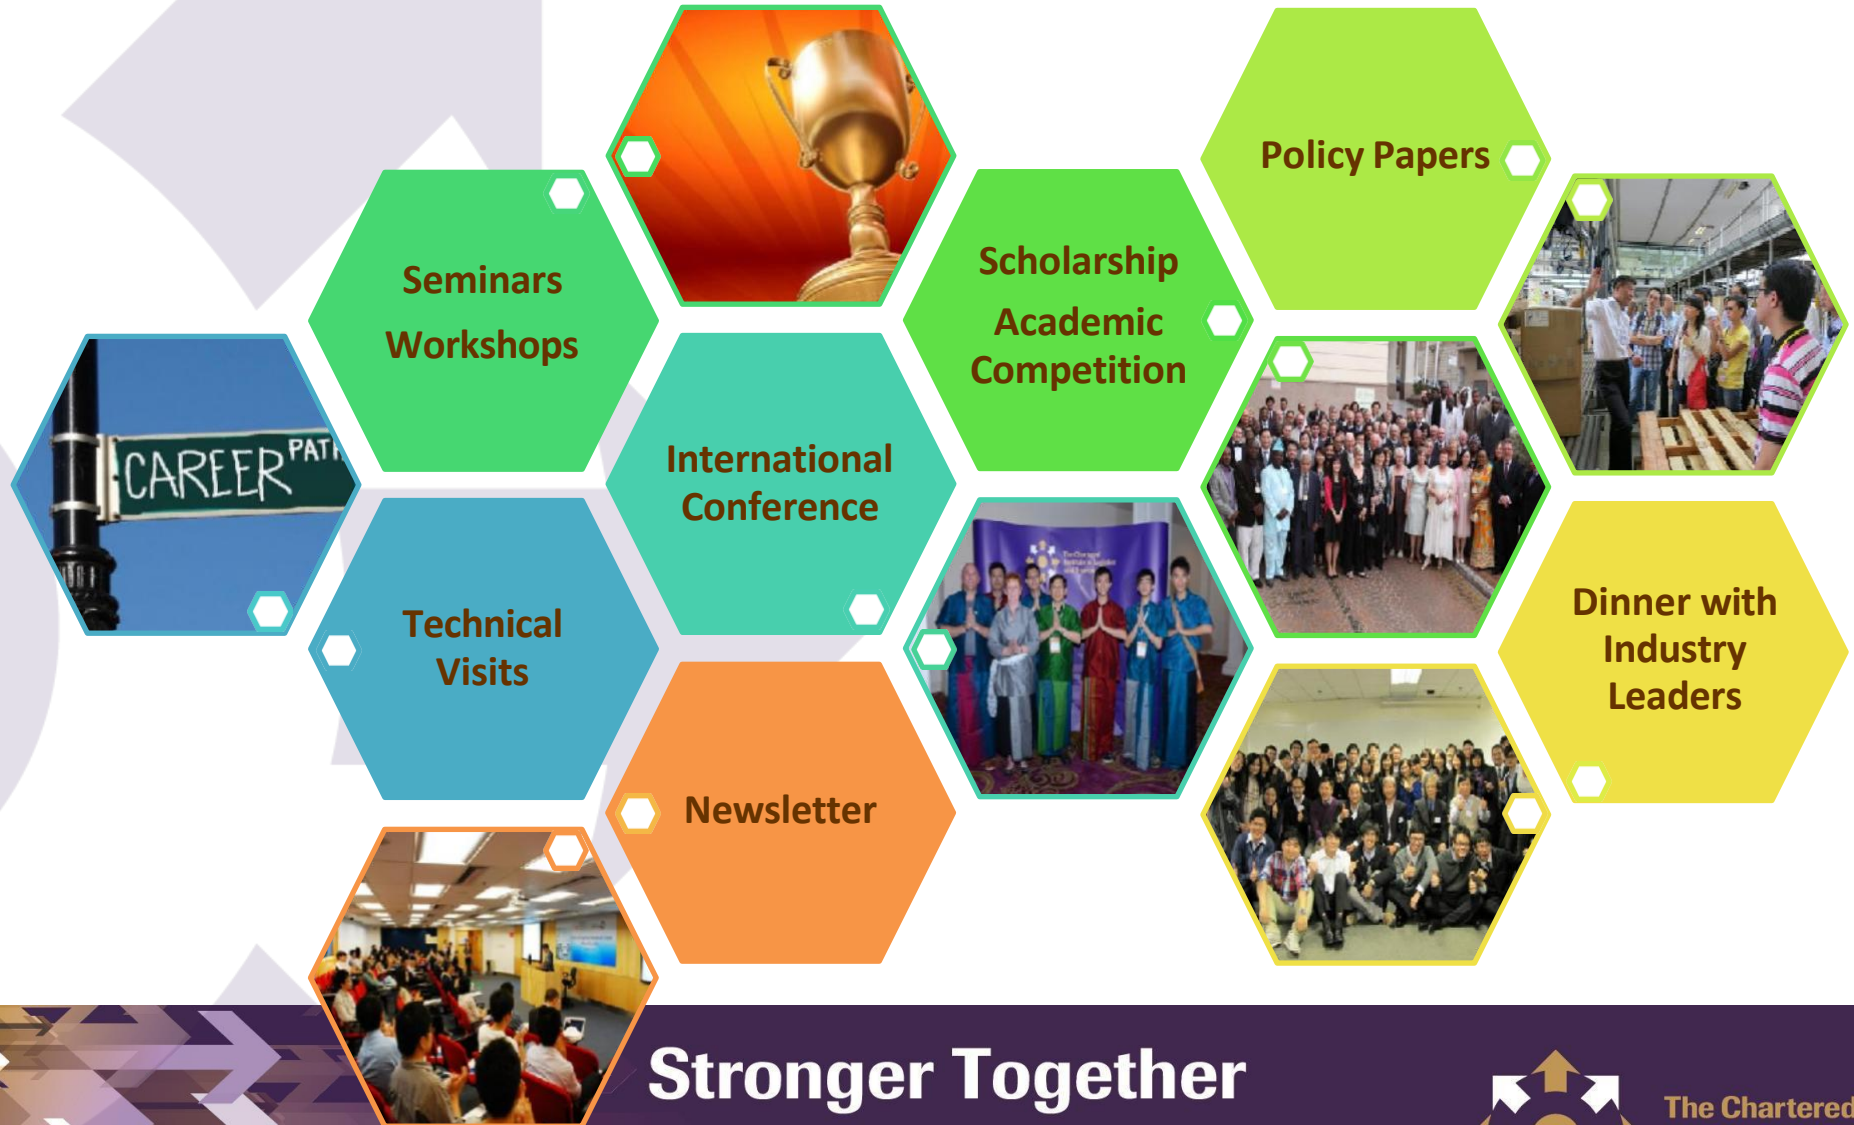 Policy Papers
Seminars
Workshops
Scholarship
Academic
Competition
CAREER PATH
International
Conference
Technical
Visits
Dinner with
Industry
Leaders
Newsletter
Stronger Together
The Chartered